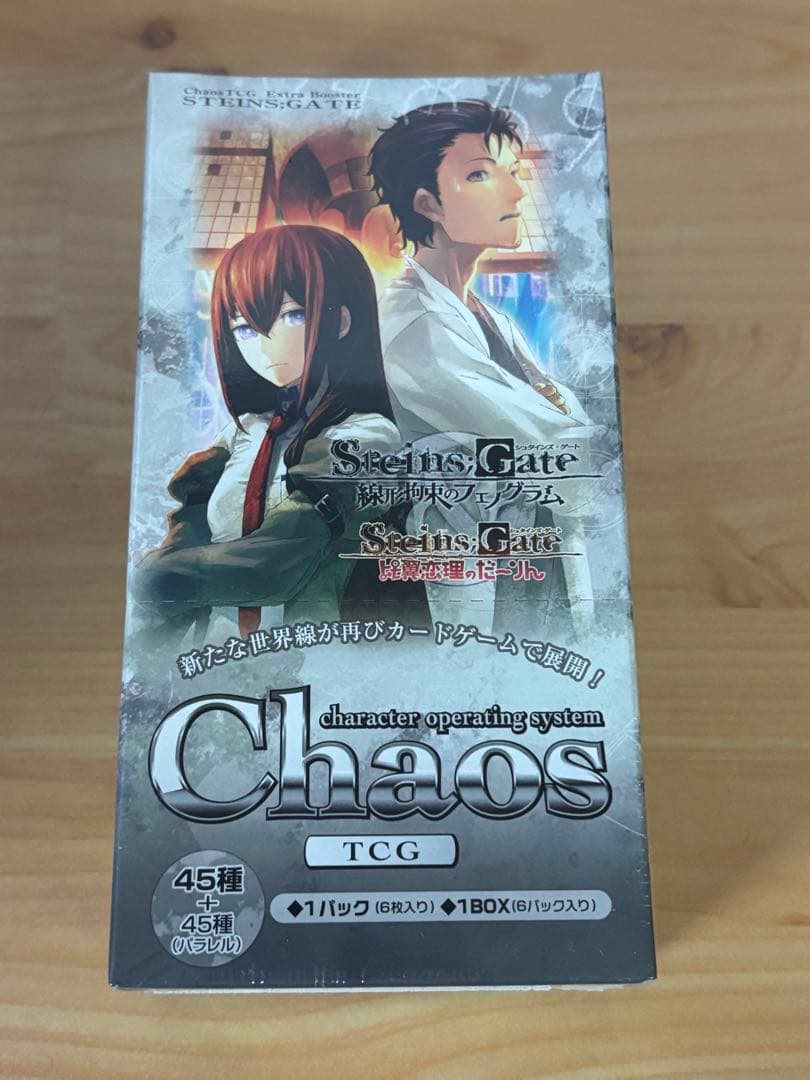 Chaos TCG Extra Booster
STEINS;GATE
シュタインズ・ゲート
Steins;Gate
線形拘束のフェノグラム
シュタインズ・ゲート
Steins;Gate
比翼恋理のだーりん
新たな世界線が再びカードゲームで展開！
character operating system
Chaos
TCG
45種
+
45種
(パラレル)
◆1パック(6枚入り)◆1BOX(6パック入り)